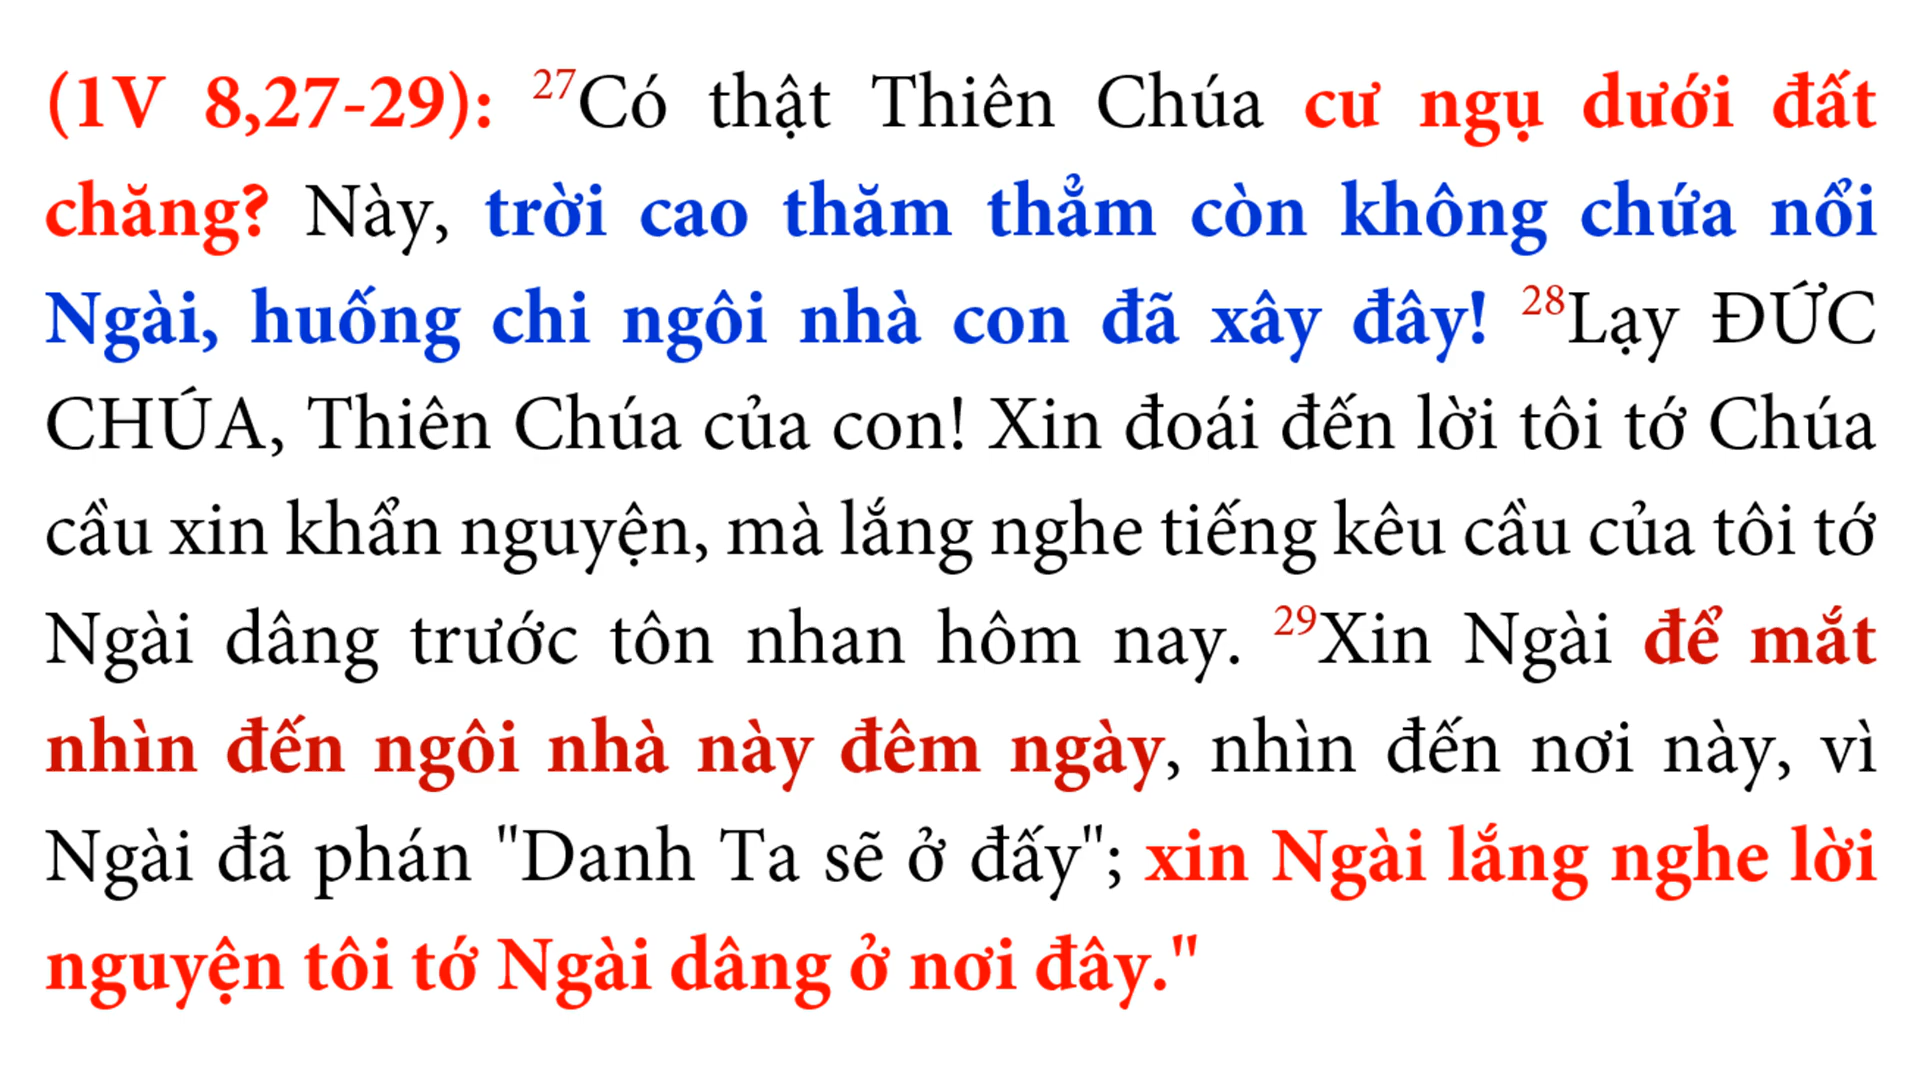 (1V 8,27-29): 27Có thật Thiên Chúa cư ngụ dưới đất
chăng? Này, trời cao thăm thẳm còn không chứa nổi
Ngài, huống chi ngôi nhà con đã xây đây! 28Lạy ĐỨC
CHÚA, Thiên Chúa của con! Xin đoái đến lời tôi tớ Chúa
cầu xin khẩn nguyện, mà lắng nghe tiếng kêu cầu của tôi tớ
Ngài dâng trước tôn nhan hôm nay. 29Xin Ngài để mắt
nhìn đến ngôi nhà này đêm ngày, nhìn đến nơi này, vì
Ngài đã phán "Danh Ta sẽ ở đấy"; xin Ngài lắng nghe lời
nguyện tôi tớ Ngài dâng ở nơi đây."